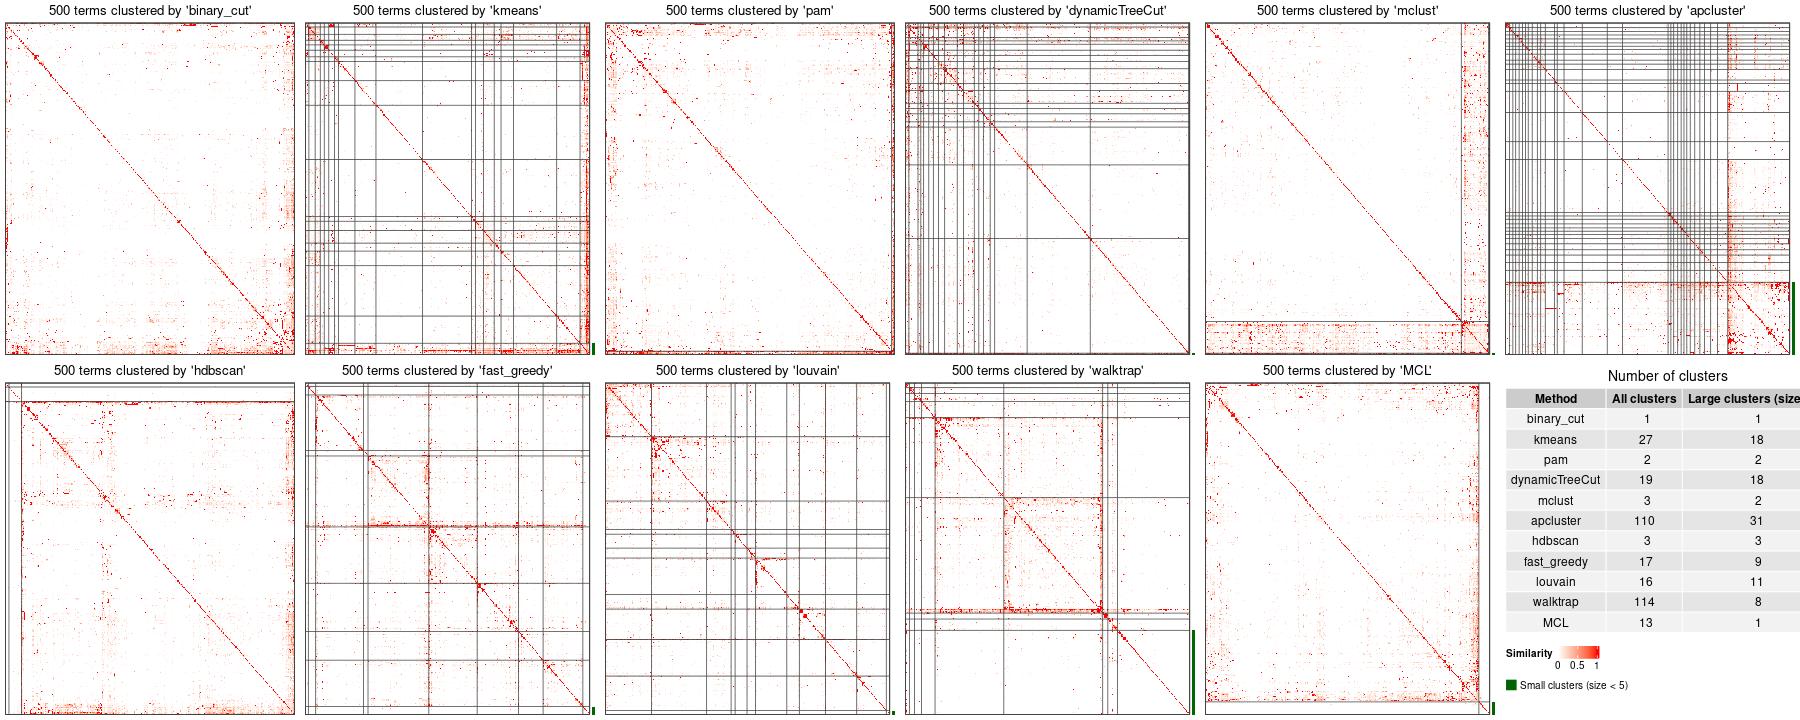 500 terms clustered by 'binary_cut'
500 terms clustered by 'kmeans'
500 terms clustered by 'pam'
500 terms clustered by 'dynamicTreeCut'
500 terms clustered by 'mclust'
500 terms clustered by 'apcluster'
500 terms clustered by 'hdbscan'
500 terms clustered by 'fast_greedy'
500 terms clustered by 'louvain'
500 terms clustered by 'walktrap'
500 terms clustered by 'MCL'
Number of clusters
Method All clusters Large clusters (size
binary_cut 1 1
kmeans 27 18
pam 2 2
dynamicTreeCut 19 18
mclust 3 2
apcluster 110 31
hdbscan 3 3
fast_greedy 17 9
louvain 16 11
walktrap 114 8
MCL 13 1
Similarity
0 0.5 1
Small clusters (size < 5)